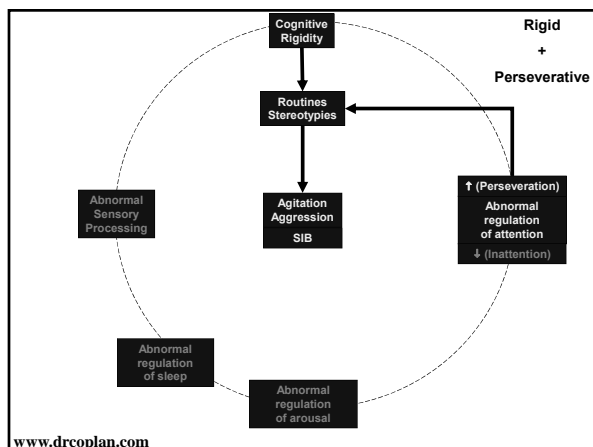 Cognitive
Rigidity
Rigid
+
Perseverative
Routines
Stereotypes
↑ (Perseveration)
Abnormal
regulation
of attention
↓ (Inattention)
Abnormal
Sensory
Processing
Agitation
Aggression
SIB
Abnormal
regulation
of sleep
Abnormal
regulation
of arousal
www.drcoplan.com